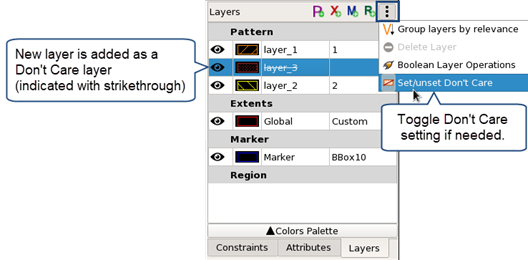 Layers P X M R
Pattern
layer_1 1
layer_3
layer_2 2
Extents
Global Custom
Marker
Marker BBox10
Region
▲Colors Palette
Constraints Attributes Layers
Group layers by relevance
Delete Layer
Boolean Layer Operations
Set/unset Don't Care
New layer is added as a
Don't Care layer
(indicated with strikethrough)
Toggle Don't Care
setting if needed.